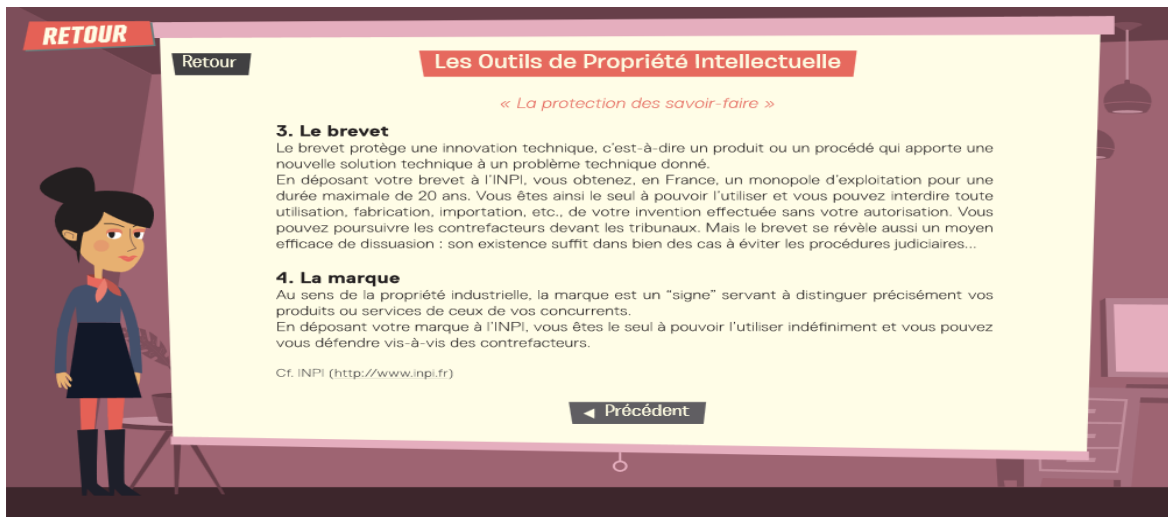 RETOUR
Retour
Les Outils de Propriété Intellectuelle
« La protection des savoir-faire »
3. Le brevet
Le brevet protège une innovation technique, c'est-à-dire un produit ou un procédé qui apporte une
nouvelle solution technique à un problème technique donné.
En déposant votre brevet à l'INPI, vous obtenez, en France, un monopole d'exploitation pour une
durée maximale de 20 ans. Vous êtes ainsi le seul à pouvoir l'utiliser et vous pouvez interdire toute
utilisation, fabrication, importation, etc., de votre invention effectuée sans votre autorisation. Vous
pouvez poursuivre les contrefacteurs devant les tribunaux. Mais le brevet se révèle aussi un moyen
efficace de dissuasion : son existence suffit dans bien des cas à éviter les procédures judiciaires...
4. La marque
Au sens de la propriété industrielle, la marque est un "signe" servant à distinguer précisément vos
produits ou services de ceux de vos concurrents.
En déposant votre marque à l'INPI, vous êtes le seul à pouvoir l'utiliser indéfiniment et vous pouvez
vous défendre vis-à-vis des contrefacteurs.
Cf. INPI (http://www.inpi.fr)
◄ Précédent